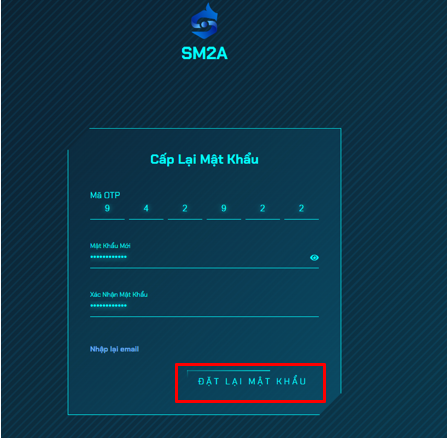 SM2A
Cấp Lại Mật Khẩu
Mã OTP
9 4 2 9 2 2
Mật Khẩu Mới
••••••••••••
Xác Nhận Mật Khẩu
••••••••••••
Nhập lại email
ĐẶT LẠI MẬT KHẨU